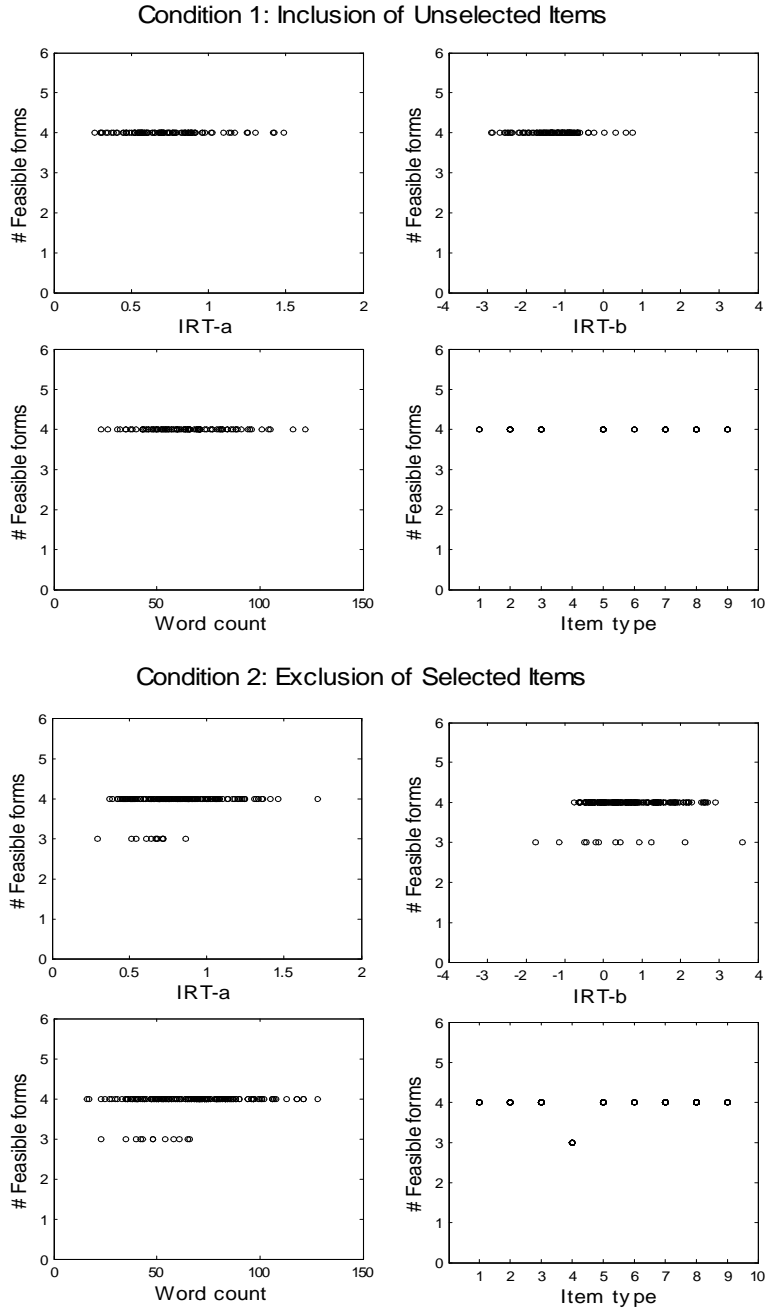 Condition 1: Inclusion of Unselected Items
6
5
4
3
2
1
0
# Feasible forms
0 0.5 1 1.5 2
IRT-a
6
5
4
3
2
1
0
# Feasible forms
-4 -3 -2 -1 0 1 2 3 4
IRT-b
6
5
4
3
2
1
0
# Feasible forms
0 50 100 150
Word count
6
5
4
3
2
1
0
# Feasible forms
1 2 3 4 5 6 7 8 9 10
Item type
Condition 2: Exclusion of Selected Items
6
5
4
3
2
1
0
# Feasible forms
0 0.5 1 1.5 2
IRT-a
6
5
4
3
2
1
0
# Feasible forms
-4 -3 -2 -1 0 1 2 3 4
IRT-b
6
5
4
3
2
1
0
# Feasible forms
0 50 100 150
Word count
6
5
4
3
2
1
0
# Feasible forms
1 2 3 4 5 6 7 8 9 10
Item type